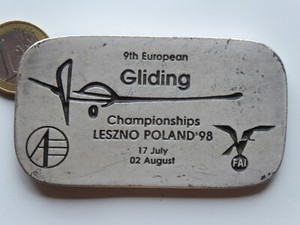 9th European
Gliding
Championships
LESZNO POLAND'98
17 July
02 August
FAI